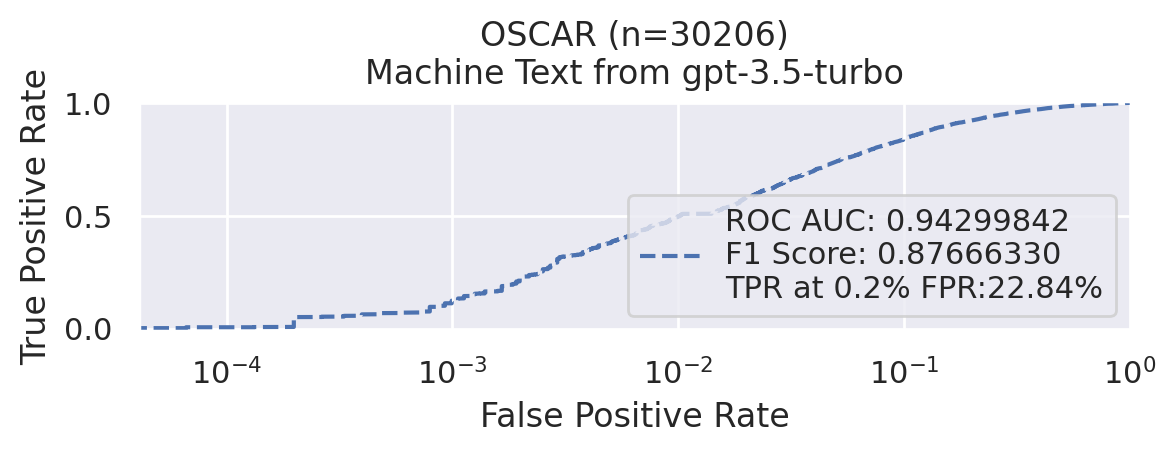 OSCAR (n=30206)
Machine Text from gpt-3.5-turbo
True Positive Rate
1.0
0.5
0.0
ROC AUC: 0.94299842
F1 Score: 0.87666330
TPR at 0.2% FPR:22.84%
10⁻⁴ 10⁻³ 10⁻² 10⁻¹ 10⁰
False Positive Rate